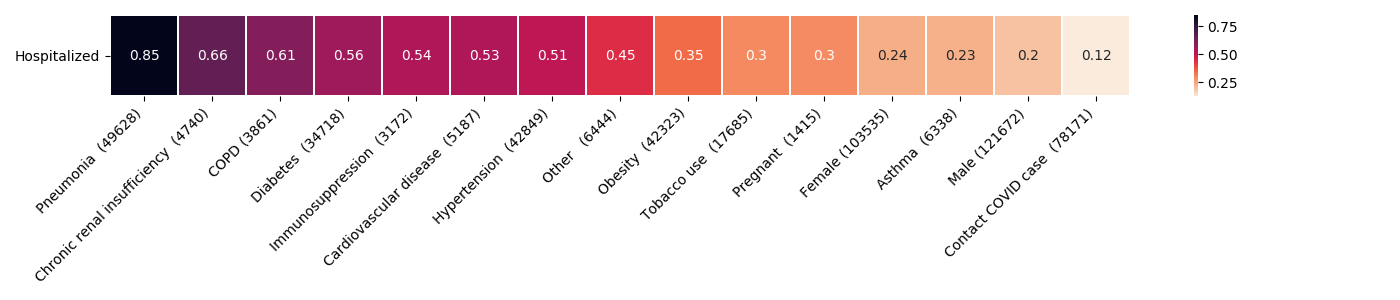 Hospitalized
0.85 0.66 0.61 0.56 0.54 0.53 0.51 0.45 0.35 0.3 0.3 0.24 0.23 0.2 0.12
Pneumonia (49628)
Chronic renal insufficiency (4740)
COPD (3861)
Diabetes (34718)
Immunosuppression (3172)
Cardiovascular disease (5187)
Hypertension (42849)
Other (6444)
Obesity (42323)
Tobacco use (17685)
Pregnant (1415)
Female (103535)
Asthma (6338)
Male (121672)
Contact COVID case (78171)
0.75
0.50
0.25